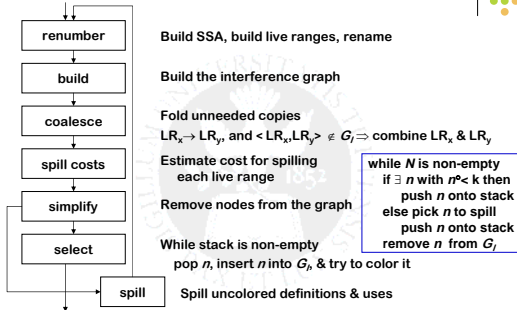 renumber
Build SSA, build live ranges, rename
build
Build the interference graph
coalesce
Fold unneeded copies
LRx → LRy, and < LRx,LRy> ∉ GI ⇒ combine LRx & LRy
spill costs
Estimate cost for spilling
each live range
simplify
Remove nodes from the graph
while N is non-empty
if ∃ n with n°< k then
push n onto stack
else pick n to spill
push n onto stack
remove n from GI
select
While stack is non-empty
pop n, insert n into GI, & try to color it
spill
Spill uncolored definitions & uses
1852